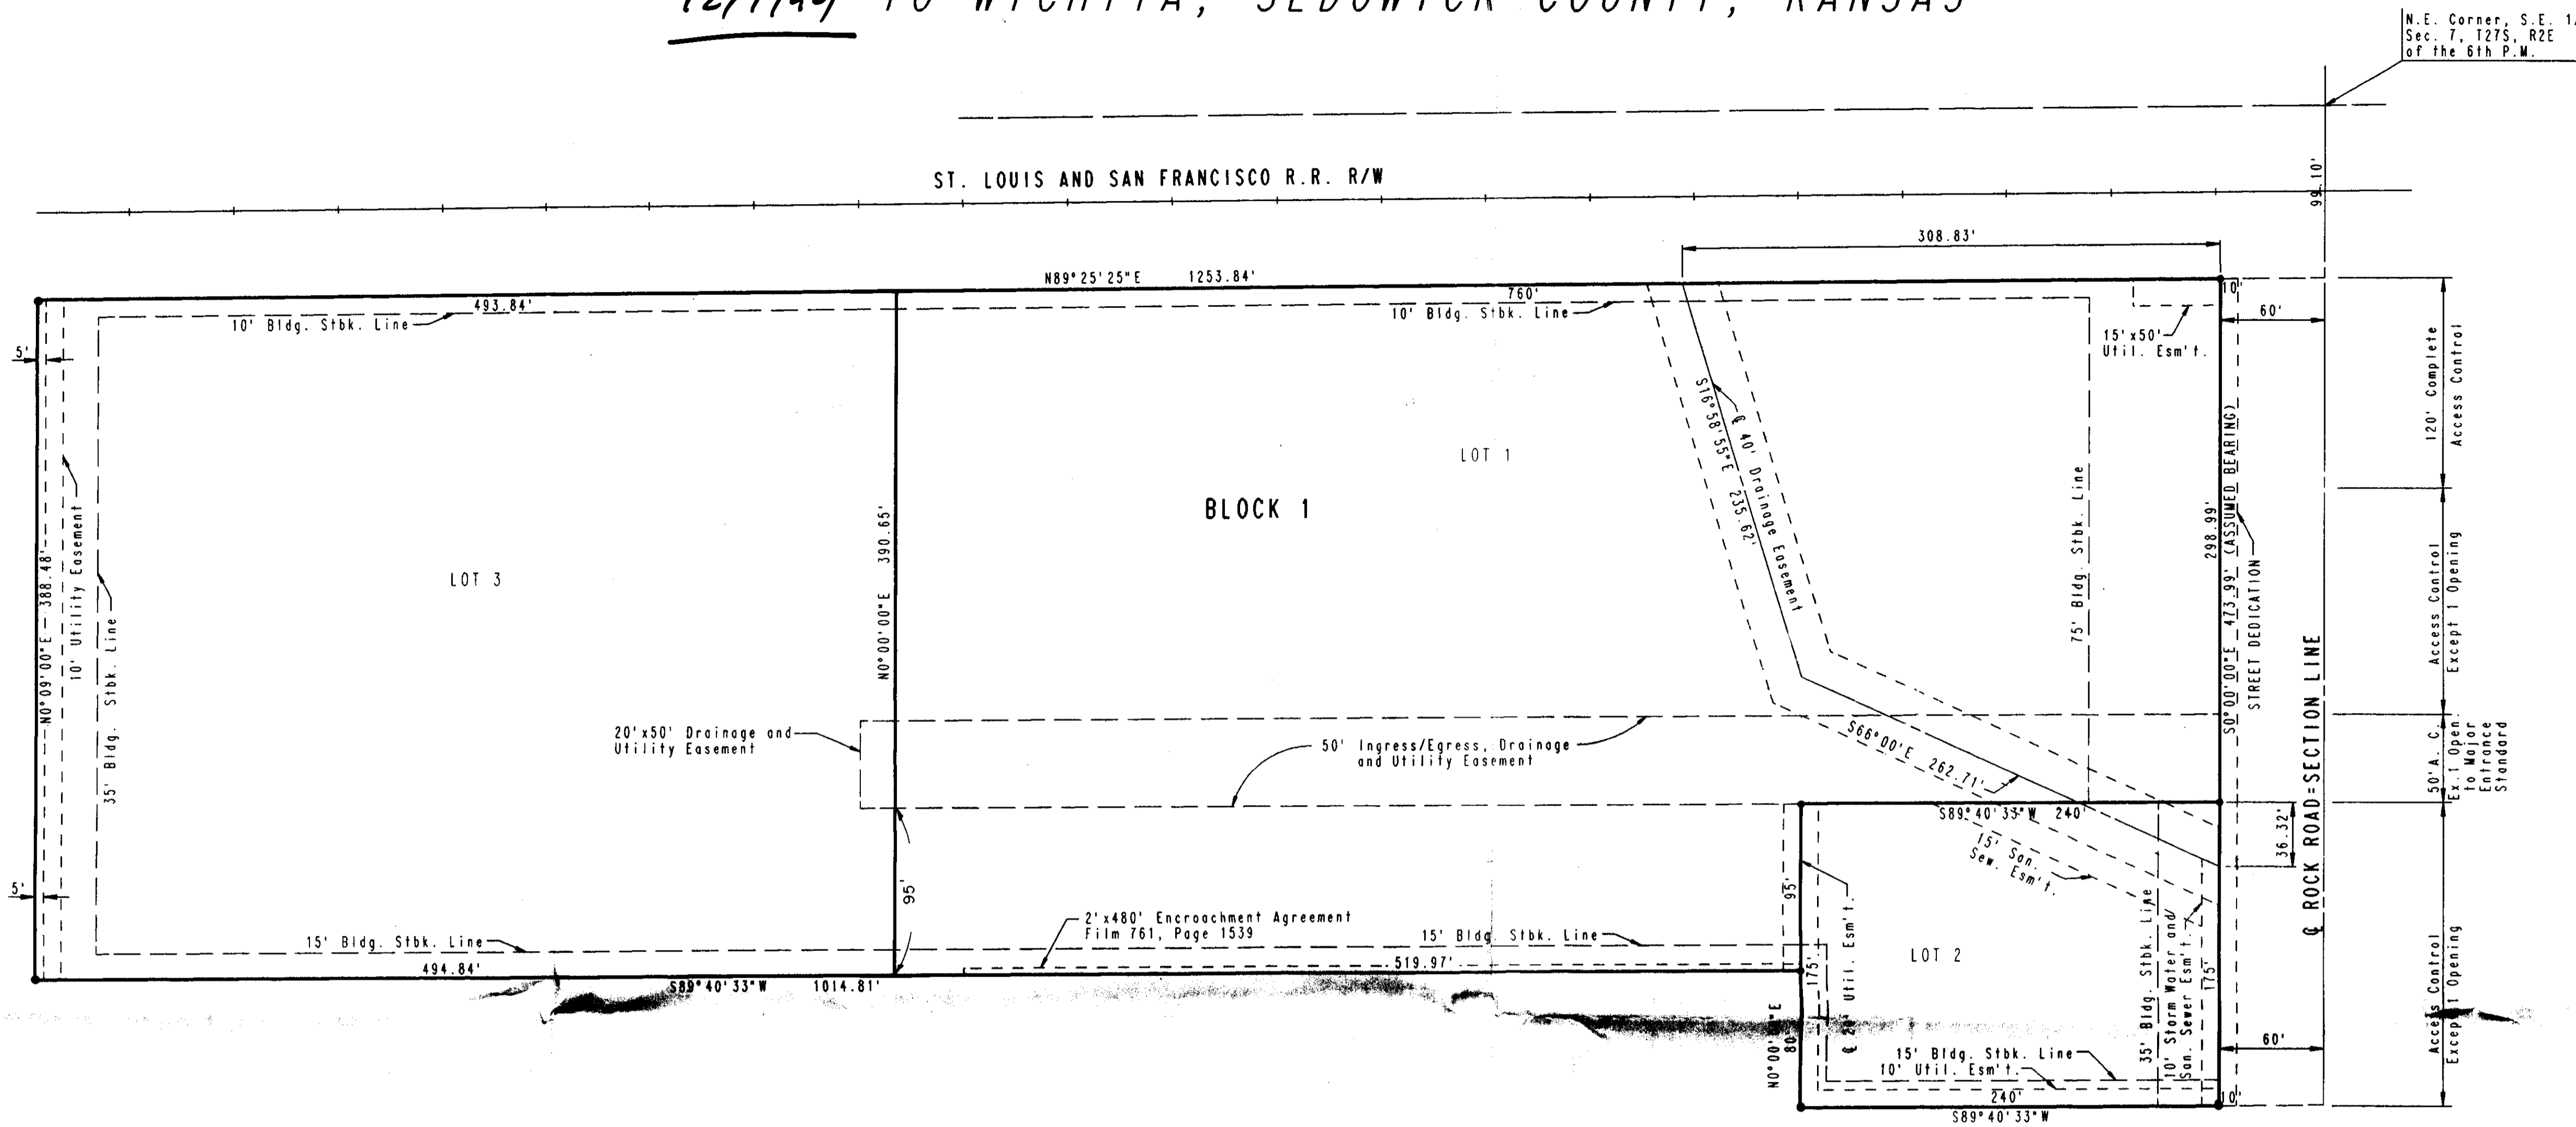 TO WICHITA, SEDGWICK COUNTY, KANSAS
N.E. Corner, S.E.
Sec. 7, T27S, R2E
of the 6th P.M.
99.10'
ST. LOUIS AND SAN FRANCISCO R.R. R/W
308.83'
N89°25'25"E 1253.84'
493.84'
760'
10'
10' Bldg. Stbk. Line
10' Bldg. Stbk. Line
60'
15'x50'
Util. Esm't.
5'
120' Complete
Access Control
S16°58'55"E 235.62'
℄ 40' Drainage Easement
LOT 1
BLOCK 1
75' Bldg. Stbk. Line
298.99'
S0°00'00"E 473.99' (ASSUMED BEARING)
STREET DEDICATION
Access Control
Except 1 Opening
LOT 3
N0°09'00"E 388.48'
10' Utility Easement
35' Bldg. Stbk. Line
N0°00'00"E 390.65'
℄ ROCK ROAD=SECTION LINE
20'x50' Drainage and
Utility Easement
50' Ingress/Egress, Drainage
and Utility Easement
S66°00'E 262.71'
50' A.C.
Ex.1 Open.
to Major
Entrance
Standard
S89°40'33"W 240'
36.32'
15' San.
Sew. Esm't.
5'
95'
95'
2'x480' Encroachment Agreement
Film 761, Page 1539
15' Bldg. Stbk. Line
15' Bldg. Stbk. Line
494.84'
519.97'
S89°40'33"W 1014.81'
LOT 2
175'
Util. Esm't.
35' Bldg. Stbk. Line
10' Storm Water and
San. Sewer Esm't.
175'
Access Control
Except 1 Opening
80'
60'
15' Bldg. Stbk. Line
10' Util. Esm't.
240'
10'
S89°40'33"W